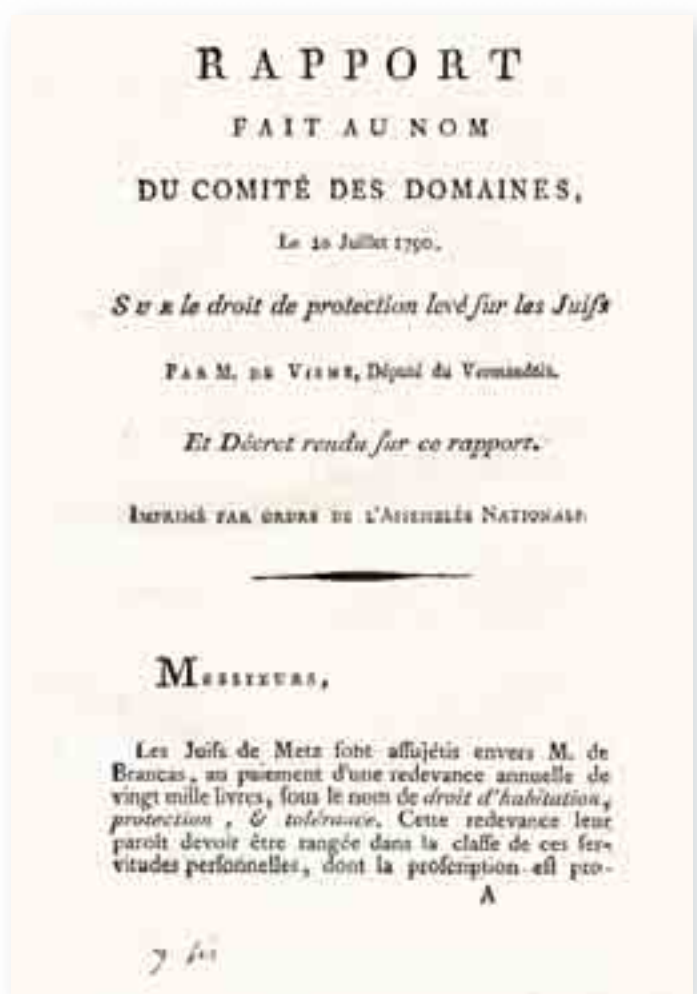 RAPPORT
FAIT AU NOM
DU COMITÉ DES DOMAINES,
Le 20 Juillet 1790.
SUR le droit de protection levé ſur les Juifs
PAR M. DE VISME, Député du Vermandois.
Et Décret rendu ſur ce rapport.
IMPRIMÉ PAR ORDRE DE L'ASSEMBLÉE NATIONALE.
MESSIEURS,
Les Juifs de Metz ſont aſſujétis envers M. de
Brancas, au paiement d'une redevance annuelle de
vingt mille livres, ſous le nom de droit d'habitation,
protection, & tolérance. Cette redevance leur
paroît devoir être rangée dans la claſſe de ces ſer-
vitudes perſonnelles, dont la proſcription eſt pro-
A